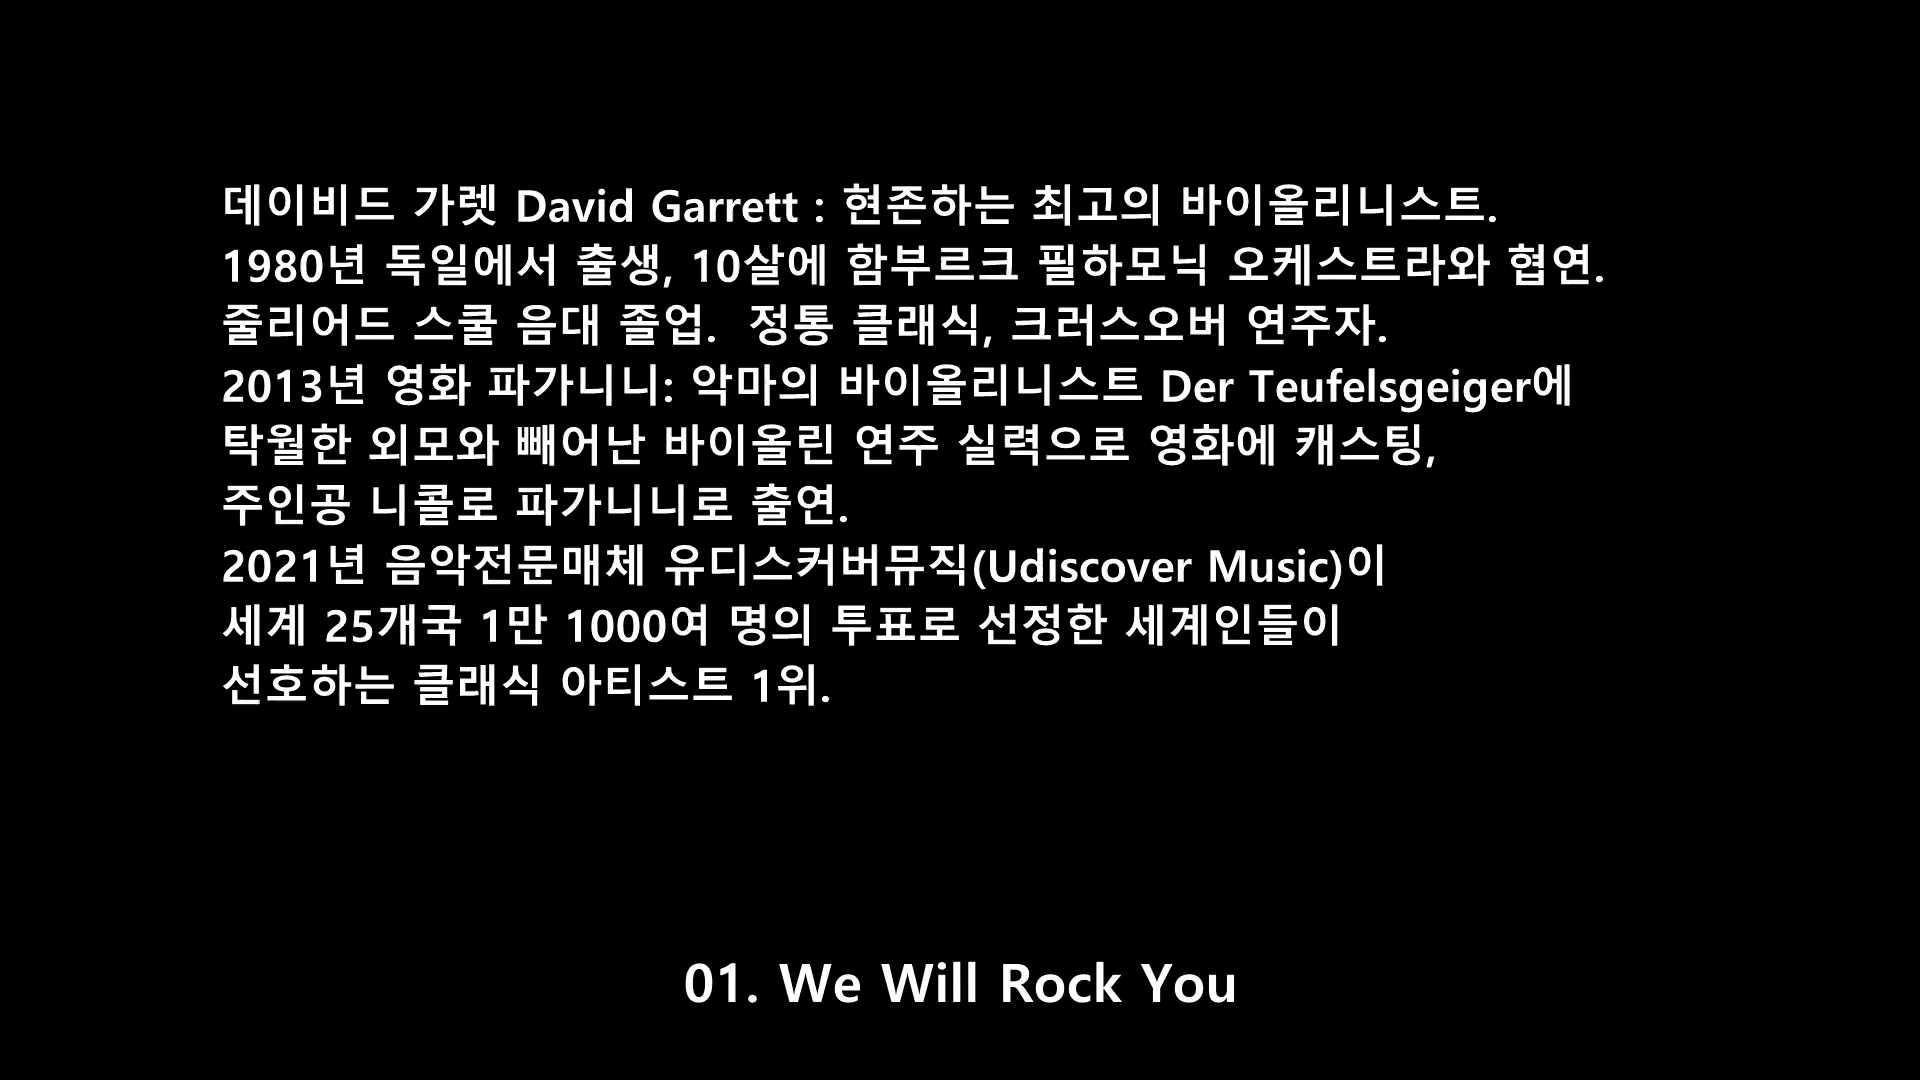 데이비드 가렛 David Garrett : 현존하는 최고의 바이올리니스트.
1980년 독일에서 출생, 10살에 함부르크 필하모닉 오케스트라와 협연.
줄리어드 스쿨 음대 졸업.  정통 클래식, 크러스오버 연주자.
2013년 영화 파가니니: 악마의 바이올리니스트 Der Teufelsgeiger에
탁월한 외모와 빼어난 바이올린 연주 실력으로 영화에 캐스팅,
주인공 니콜로 파가니니로 출연.
2021년 음악전문매체 유디스커버뮤직(Udiscover Music)이
세계 25개국 1만 1000여 명의 투표로 선정한 세계인들이
선호하는 클래식 아티스트 1위.
01. We Will Rock You